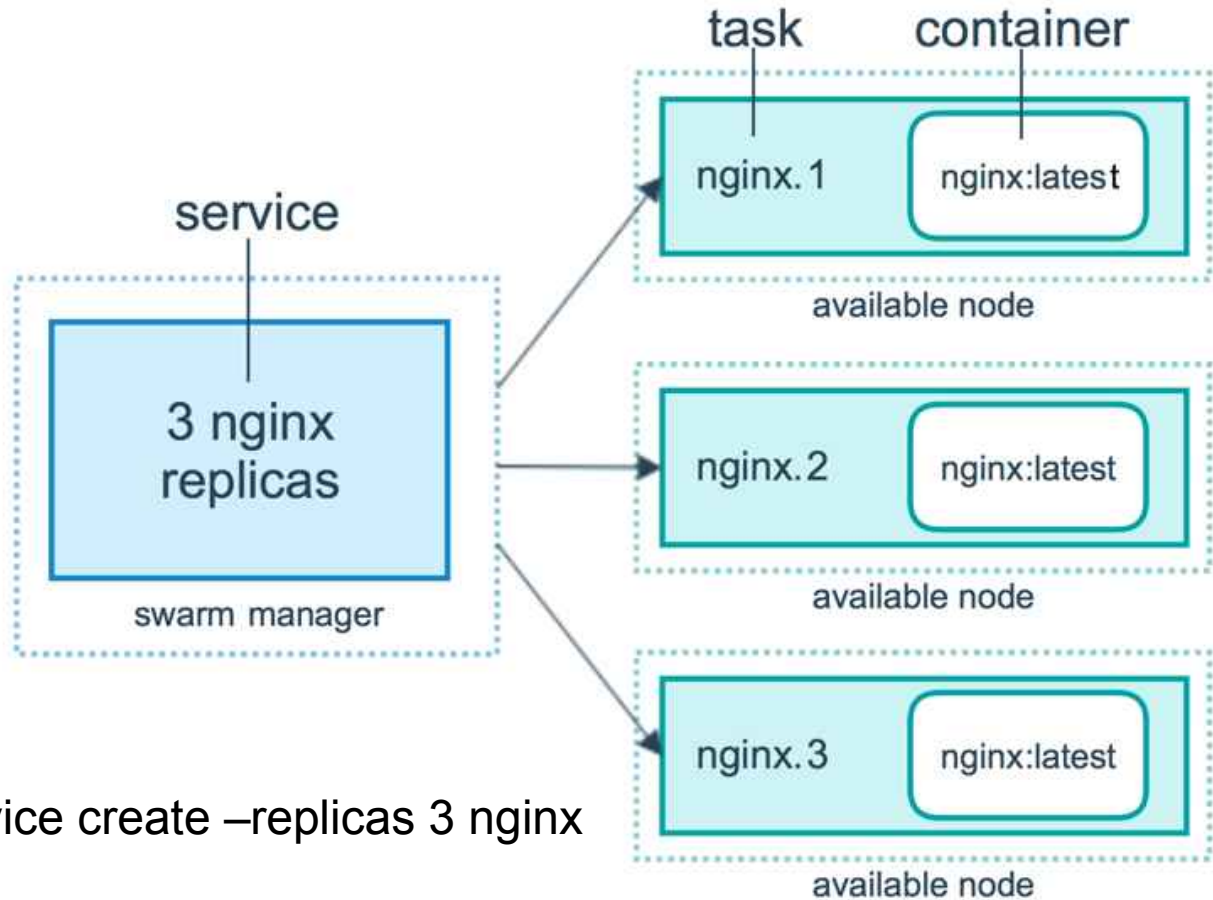 task
container
nginx.1
nginx:latest
available node
service
3 nginx
replicas
swarm manager
nginx.2
nginx:latest
available node
nginx.3
nginx:latest
available node
vice create –replicas 3 nginx